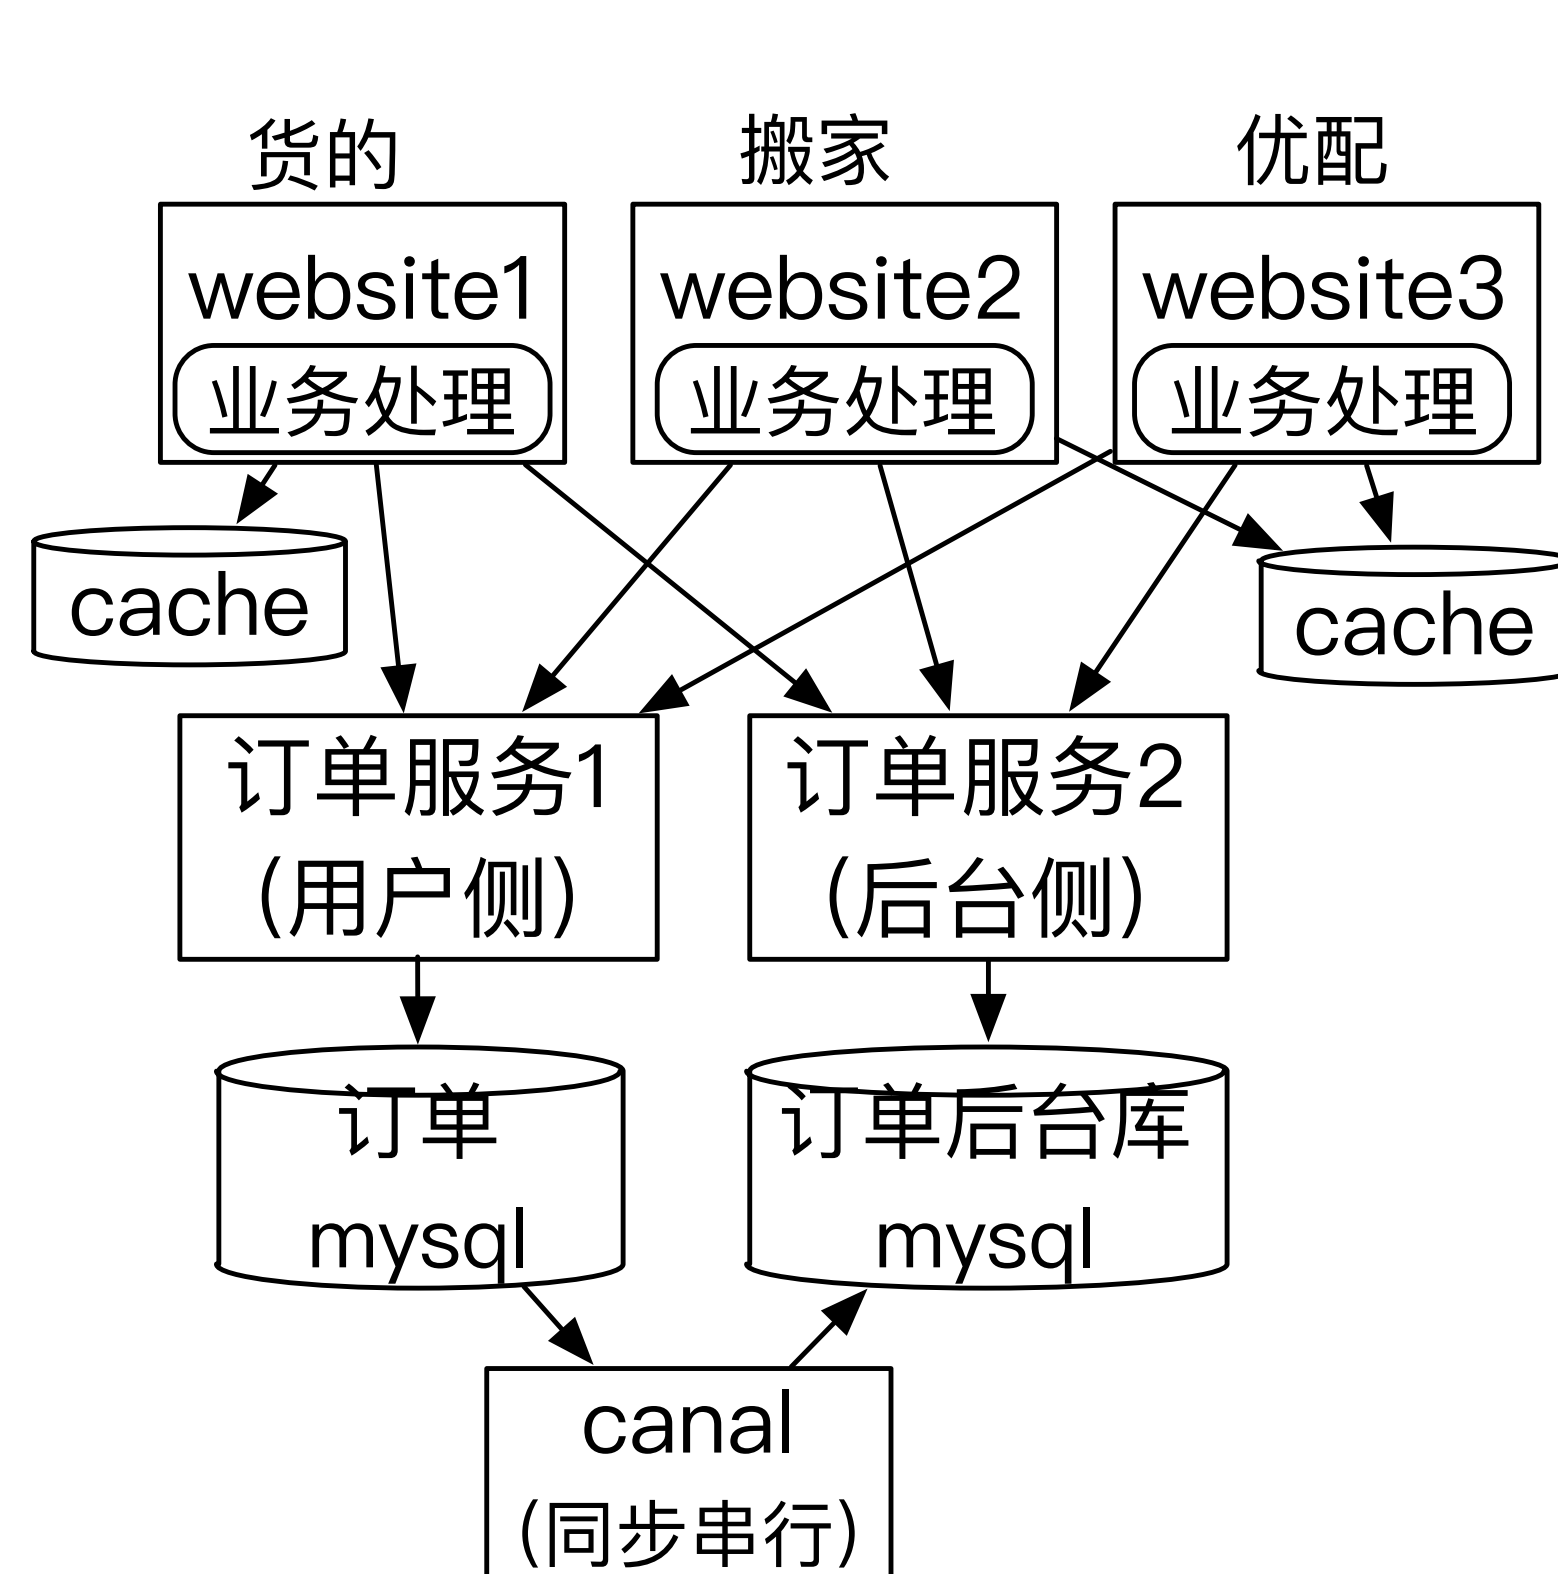 货的
搬家
优配
website1
website2
website3
业务处理
业务处理
业务处理
cache
cache
订单服务1
(用户侧)
订单服务2
(后台侧)
订单
mysql
订单后台库
mysql
canal
(同步串行)